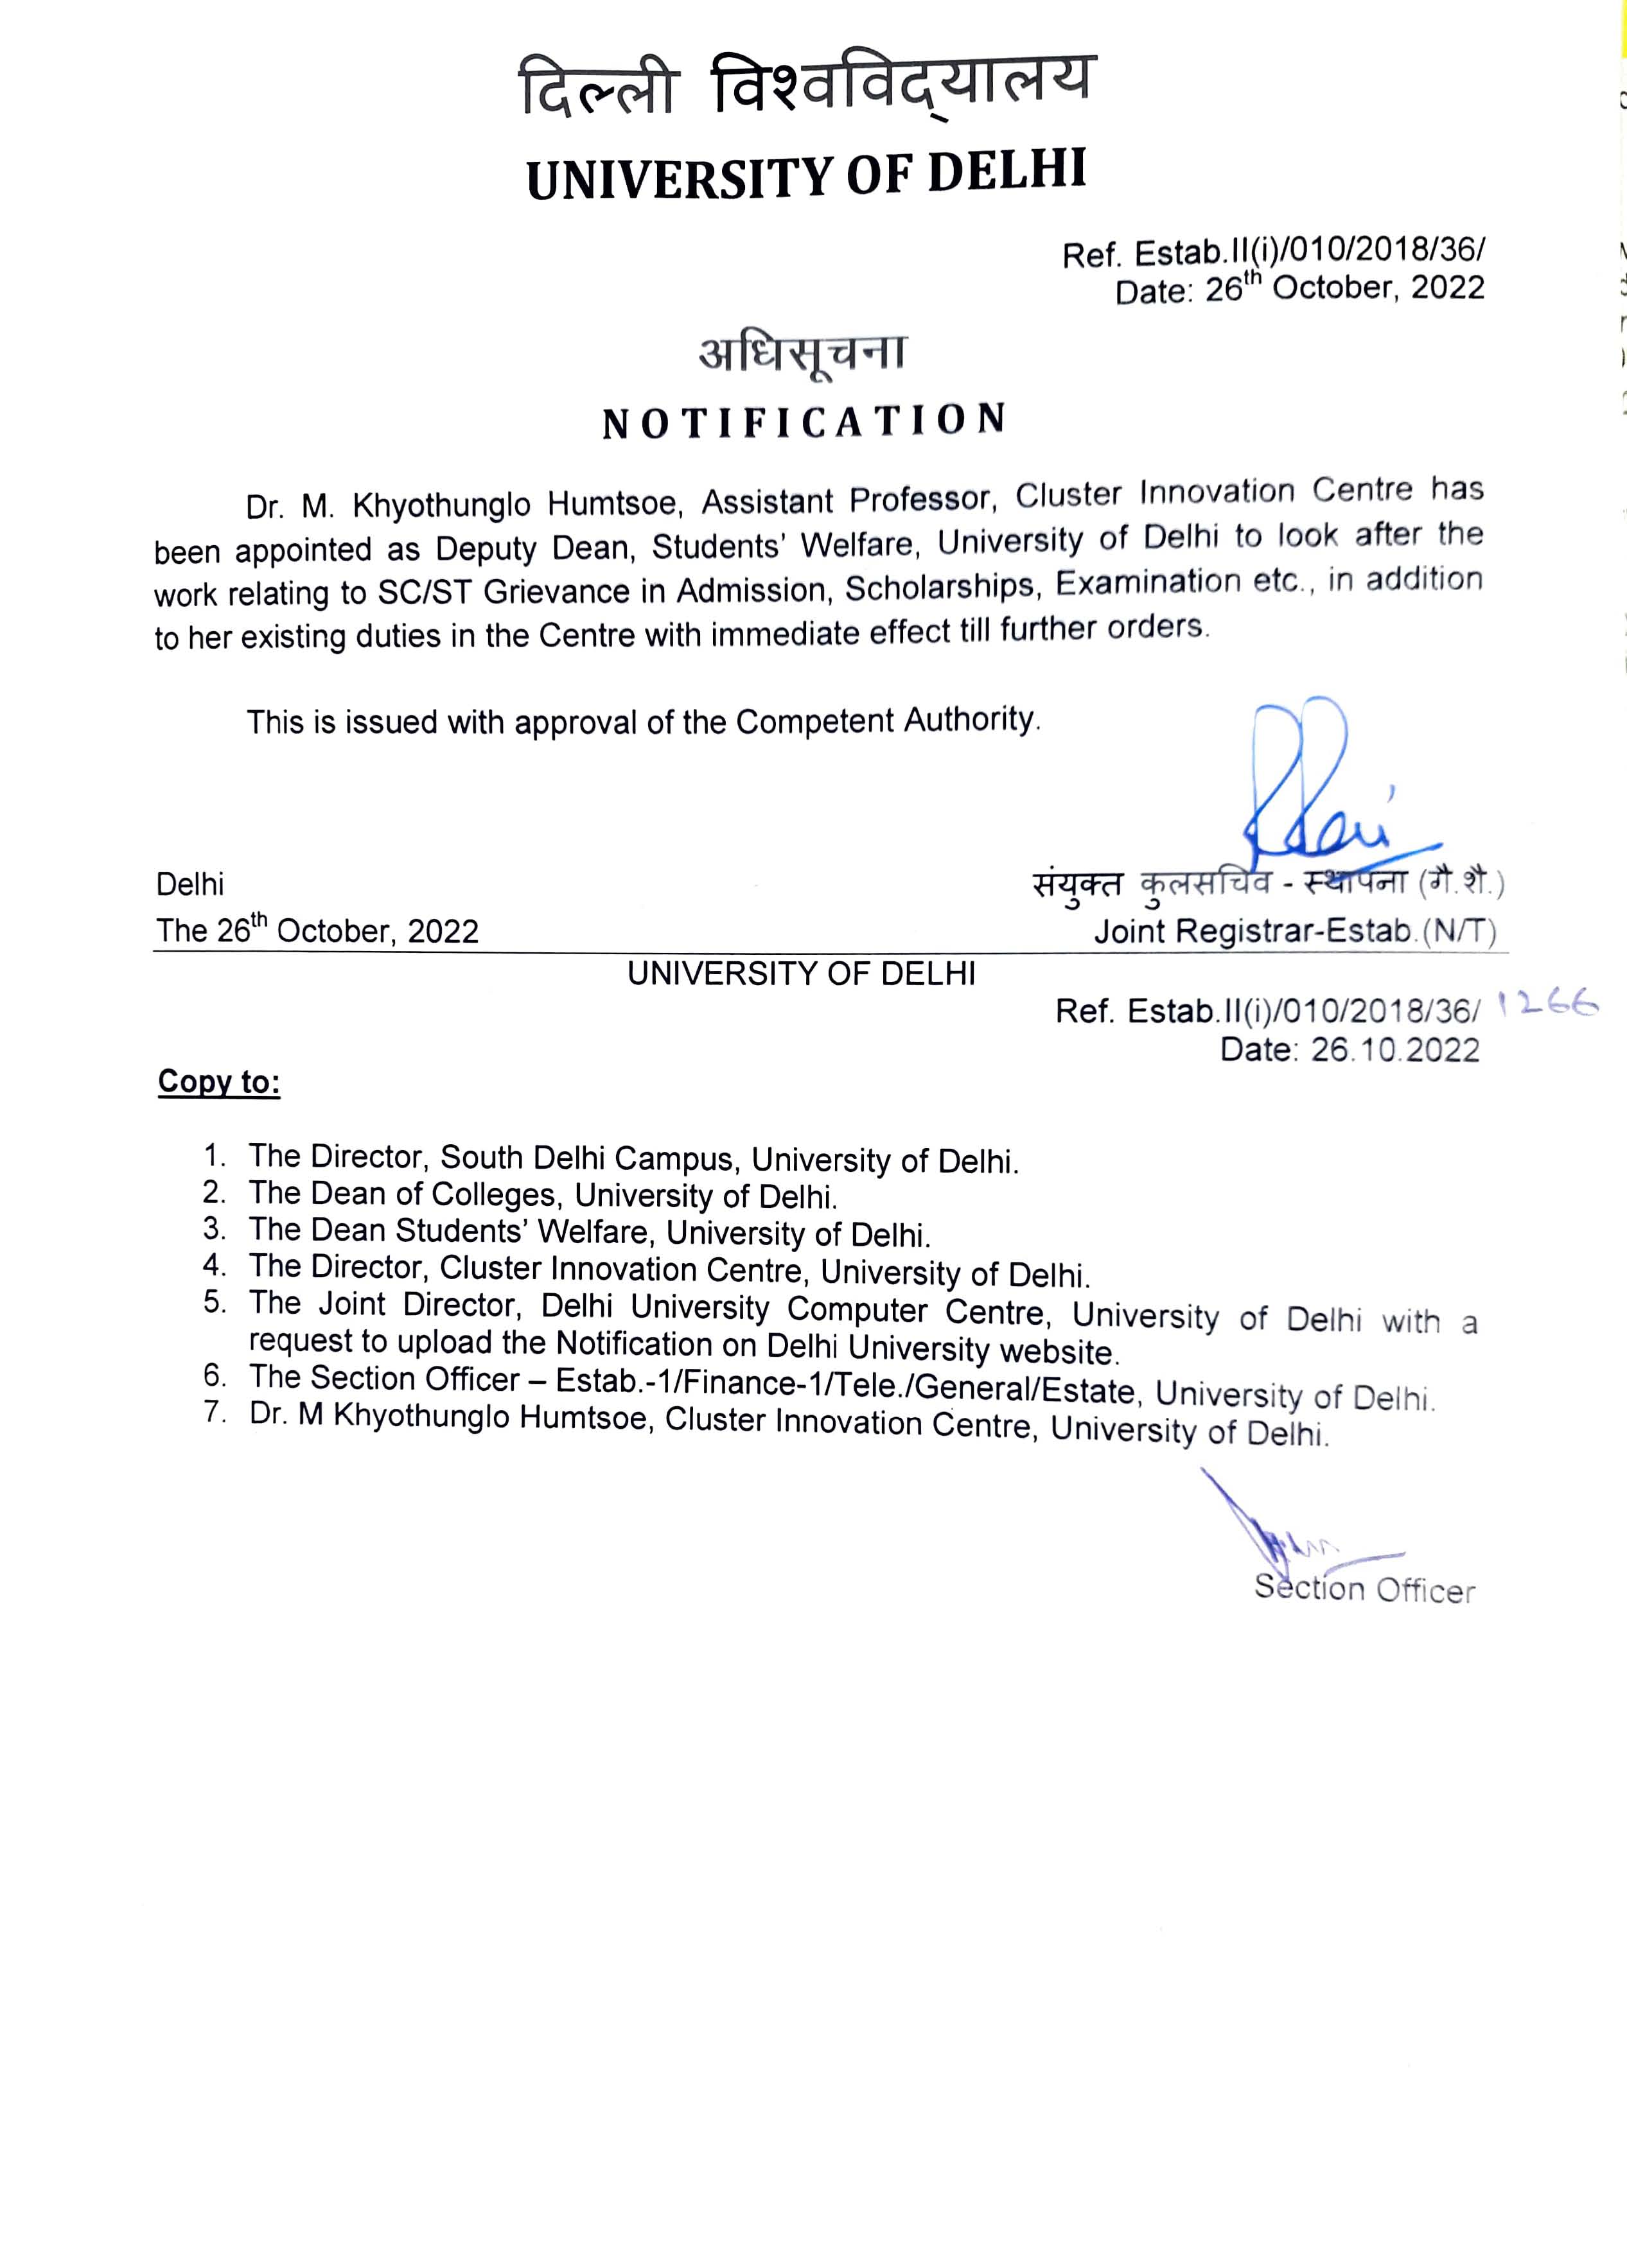 दिल्ली विश्वविद्यालय
UNIVERSITY OF DELHI
Ref. Estab.II(i)/010/2018/36/
Date: 26th October, 2022
अधिसूचना
NOTIFICATION
Dr. M. Khyothunglo Humtsoe, Assistant Professor, Cluster Innovation Centre has
been appointed as Deputy Dean, Students' Welfare, University of Delhi to look after the
work relating to SC/ST Grievance in Admission, Scholarships, Examination etc., in addition
to her existing duties in the Centre with immediate effect till further orders.
This is issued with approval of the Competent Authority.
Delhi
The 26th October, 2022
संयुक्त कुलसचिव - स्थापना (गै.शै.)
Joint Registrar-Estab.(N/T)
UNIVERSITY OF DELHI
Ref. Estab.II(i)/010/2018/36/ 1266
Date: 26.10.2022
Copy to:
1. The Director, South Delhi Campus, University of Delhi.
2. The Dean of Colleges, University of Delhi.
3. The Dean Students' Welfare, University of Delhi.
4. The Director, Cluster Innovation Centre, University of Delhi.
5. The Joint Director, Delhi University Computer Centre, University of Delhi with a
request to upload the Notification on Delhi University website.
6. The Section Officer – Estab.-1/Finance-1/Tele./General/Estate, University of Delhi.
7. Dr. M Khyothunglo Humtsoe, Cluster Innovation Centre, University of Delhi.
Section Officer